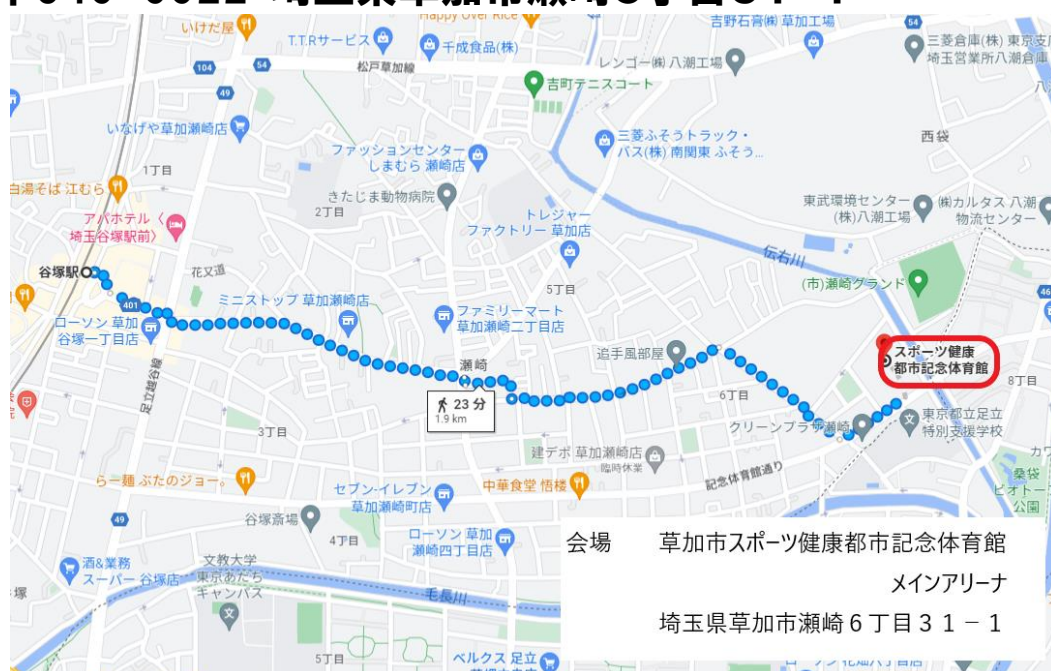 いけだ屋
Happy Over Rice
吉野石膏㈱ 草加工場
54
T.T.Rサービス
千成食品(株)
三菱倉庫(株) 東京支
埼玉営業所八潮倉庫
レンゴー㈱ 八潮工場
松戸草加線
104
54
49
吉町テニスコート
いなげや草加瀬崎店
ファッションセンター
しまむら 瀬崎店
三菱ふそうトラック・
バス(株) 南関東 ふそう...
西袋
1丁目
白湯そば 江むら
きたじま動物病院
2丁目
東武環境センター
(株)八潮工場
㈱カルタス 八潮
物流センター
アパホテル〈
埼玉谷塚駅前〉
トレジャー
ファクトリー 草加店
伝右川
谷塚駅
花又道
5丁目
(市)瀬崎グランド
401
ミニストップ 草加瀬崎店
46
ローソン 草加
谷塚一丁目店
ファミリーマート
草加瀬崎二丁目店
追手風部屋
スポーツ健康
都市記念体育館
瀬崎
8丁目
足立越谷線
23 分
1.9 km
6丁目
クリーンプラザ瀬崎
東京都立足立
特別支援学校
3丁目
建デポ 草加瀬崎店
臨時休業
記念体育館通り
カワ
桑袋
ビオトー
公園
らー麺 ぶたのジョー。
セブン-イレブン
草加瀬崎町店
中華食堂 悟楼
49
谷塚斎場
4丁目
ローソン 草加
瀬崎四丁目店
会場 草加市スポーツ健康都市記念体育館
メインアリーナ
埼玉県草加市瀬崎6丁目31-1
酒&業務
スーパー 谷塚店
文教大学
東京あだち
キャンパス
毛長川
塚
5丁目
ベルクス 足立